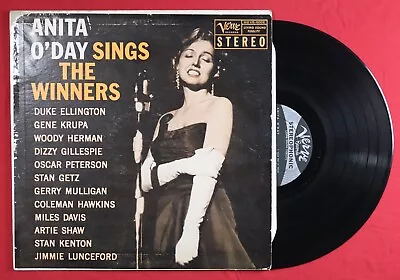 ANITA
O'DAY SINGS
THE
WINNERS
DUKE ELLINGTON
GENE KRUPA
WOODY HERMAN
DIZZY GILLESPIE
OSCAR PETERSON
STAN GETZ
GERRY MULLIGAN
COLEMAN HAWKINS
MILES DAVIS
ARTIE SHAW
STAN KENTON
JIMMIE LUNCEFORD
Verve
STEREO
Verve
STEREOPHONIC